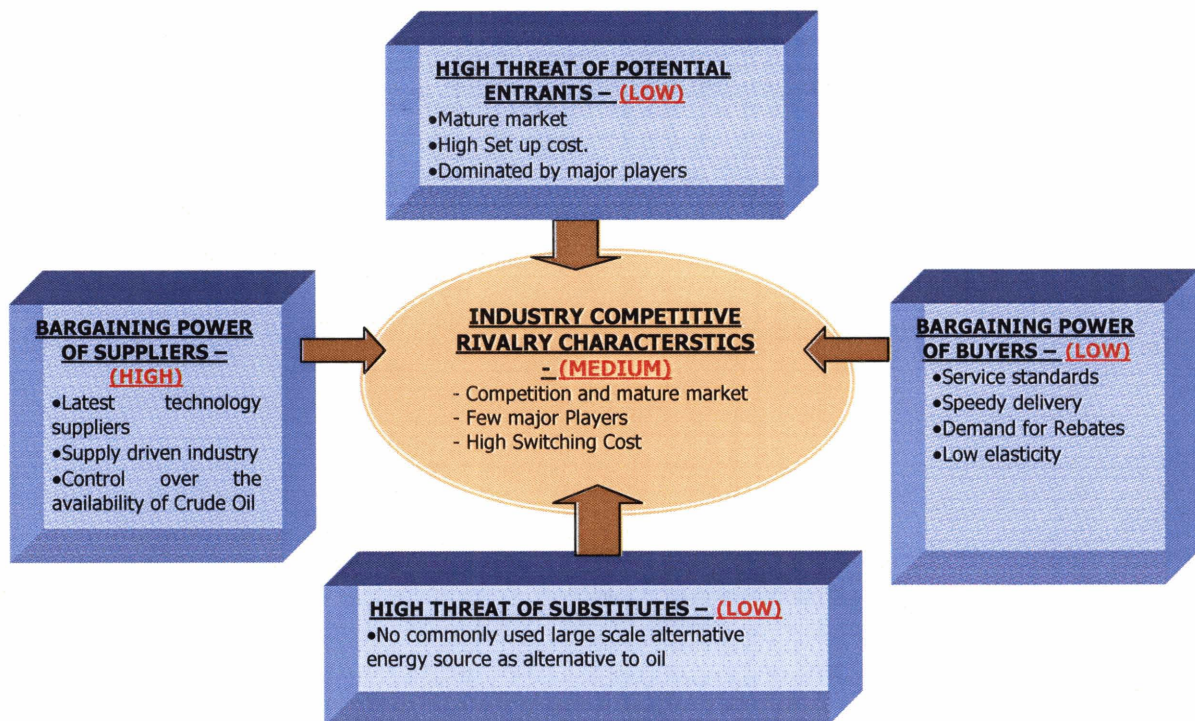 HIGH THREAT OF POTENTIAL
ENTRANTS – (LOW)
•Mature market
•High Set up cost.
•Dominated by major players
BARGAINING POWER
OF SUPPLIERS –
(HIGH)
•Latest technology
suppliers
•Supply driven industry
•Control over the
availability of Crude Oil
INDUSTRY COMPETITIVE
RIVALRY CHARACTERSTICS
- (MEDIUM)
- Competition and mature market
- Few major Players
- High Switching Cost
BARGAINING POWER
OF BUYERS – (LOW)
•Service standards
•Speedy delivery
•Demand for Rebates
•Low elasticity
HIGH THREAT OF SUBSTITUTES – (LOW)
•No commonly used large scale alternative
energy source as alternative to oil